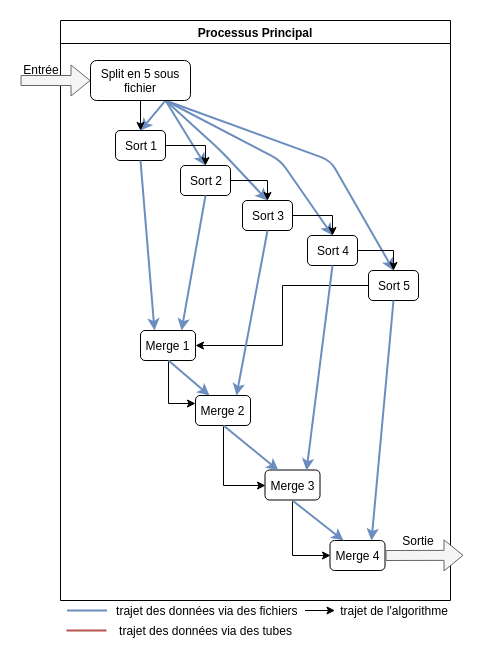 Processus Principal
Entrée
Split en 5 sous
fichier
Sort 1
Sort 2
Sort 3
Sort 4
Sort 5
Merge 1
Merge 2
Merge 3
Merge 4
Sortie
trajet des données via des fichiers
trajet de l'algorithme
trajet des données via des tubes